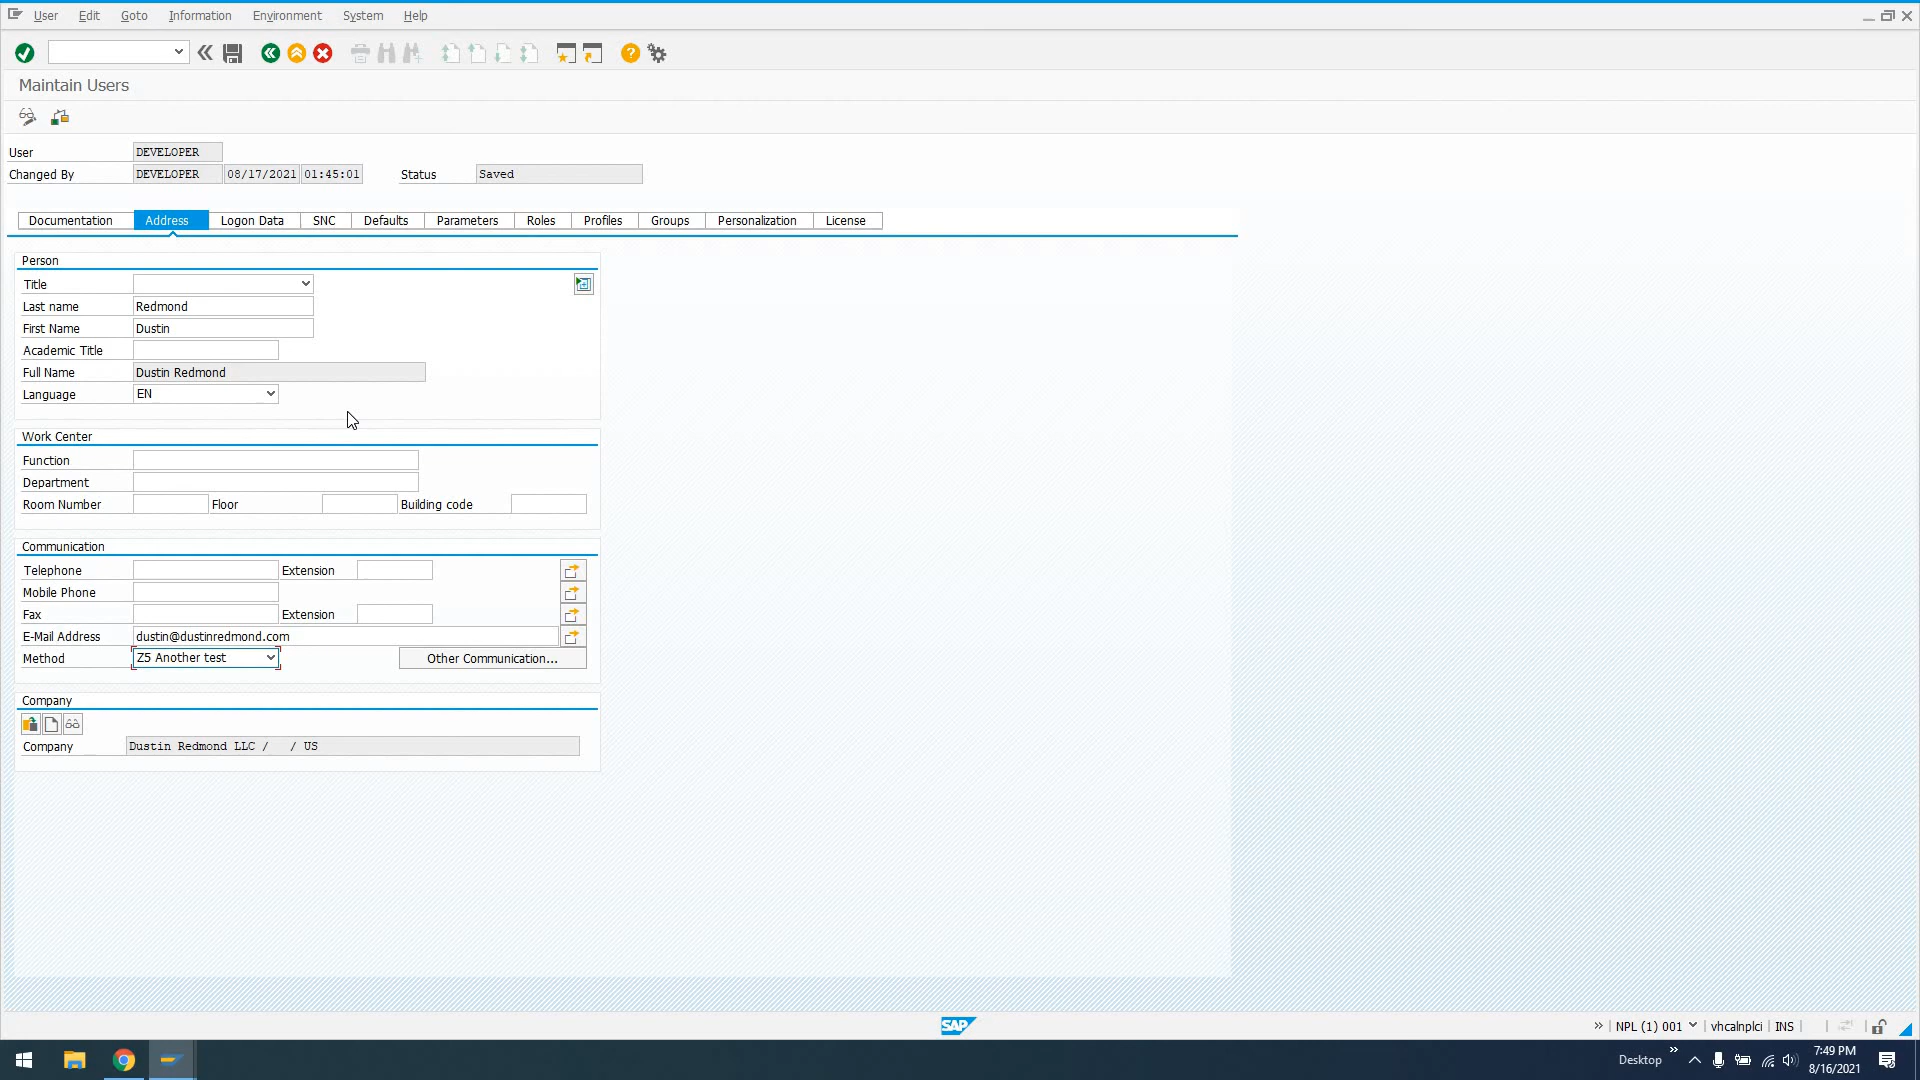 User Edit Goto Information Environment System Help
Maintain Users
User DEVELOPER
Changed By DEVELOPER 08/17/2021 01:45:01 Status Saved
Documentation Address Logon Data SNC Defaults Parameters Roles Profiles Groups Personalization License
Person
Title
Last name Redmond
First Name Dustin
Academic Title
Full Name Dustin Redmond
Language EN
Work Center
Function
Department
Room Number Floor Building code
Communication
Telephone Extension
Mobile Phone
Fax Extension
E-Mail Address dustin@dustinredmond.com
Method Z5 Another test Other Communication...
Company
Company Dustin Redmond LLC / / US
SAP NPL (1) 001 vhcalnplci INS
Desktop 7:49 PM
8/16/2021